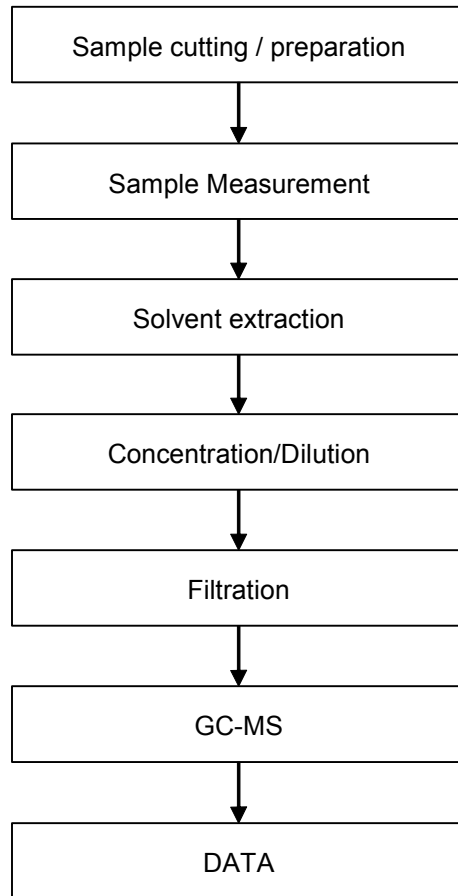 Sample cutting / preparation
Sample Measurement
Solvent extraction
Concentration/Dilution
Filtration
GC-MS
DATA